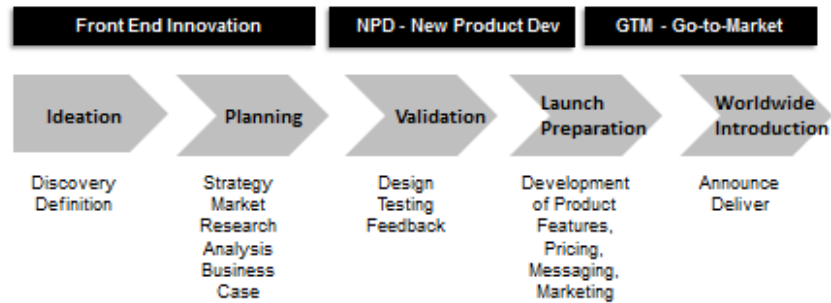 Front End Innovation
NPD - New Product Dev
GTM - Go-to-Market
Ideation
Planning
Validation
Launch
Preparation
Worldwide
Introduction
Discovery
Definition
Strategy
Market
Research
Analysis
Business
Case
Design
Testing
Feedback
Development
of Product
Features,
Pricing,
Messaging,
Marketing
Announce
Deliver